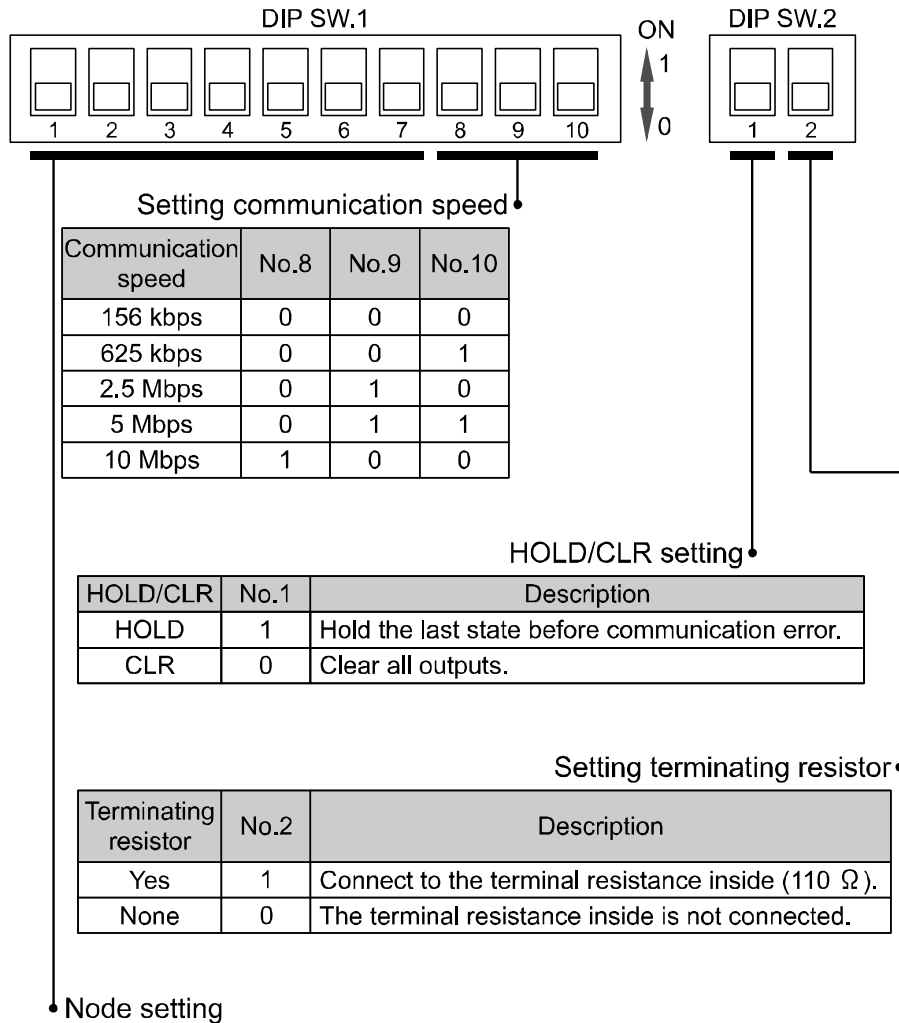 DIP SW.1
ON
1
0
DIP SW.2
1 2 3 4 5 6 7 8 9 10
1 2
Setting communication speed
Communication speed No.8 No.9 No.10
156 kbps 0 0 0
625 kbps 0 0 1
2.5 Mbps 0 1 0
5 Mbps 0 1 1
10 Mbps 1 0 0
HOLD/CLR setting
HOLD/CLR No.1 Description
HOLD 1 Hold the last state before communication error.
CLR 0 Clear all outputs.
Setting terminating resistor
Terminating resistor No.2 Description
Yes 1 Connect to the terminal resistance inside (110 Ω).
None 0 The terminal resistance inside is not connected.
Node setting